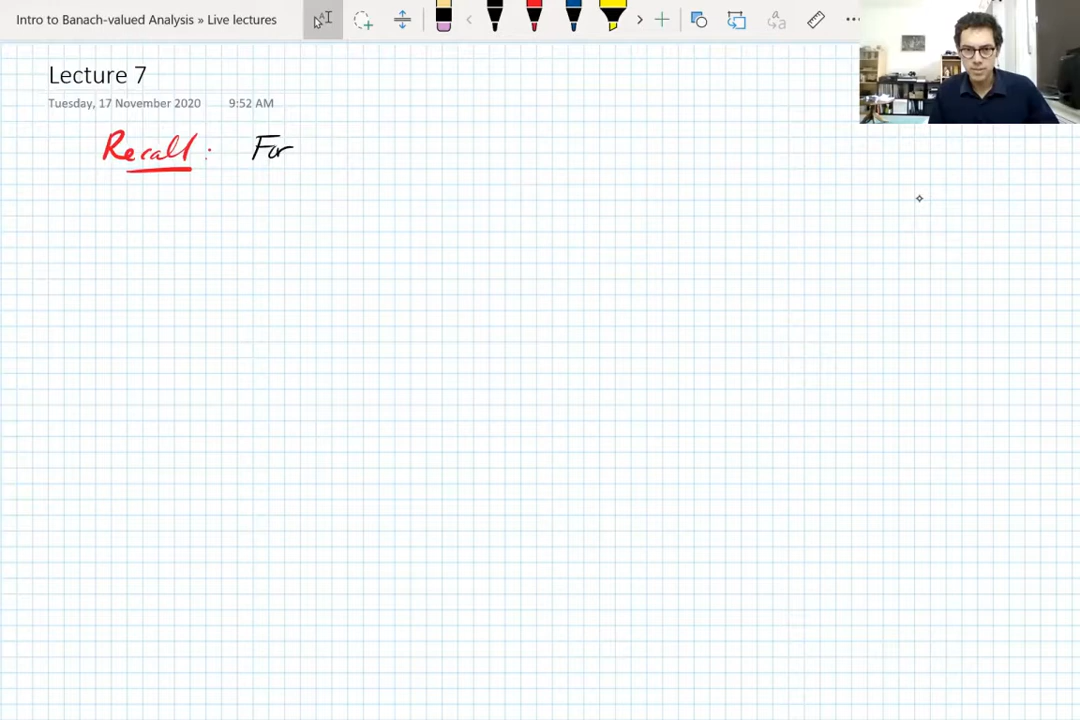 Intro to Banach-valued Analysis » Live lectures
Lecture 7
Tuesday, 17 November 2020 9:52 AM
Recall: For